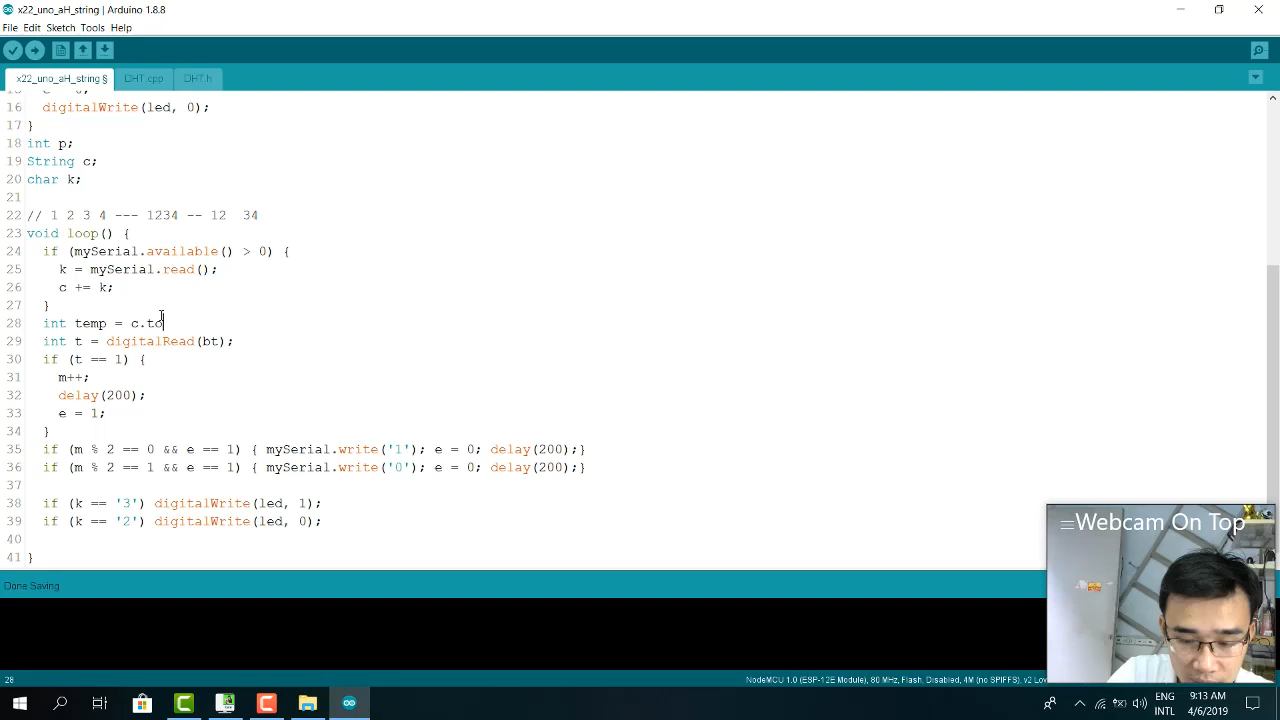 x22_uno_aH_string | Arduino 1.8.8
File Edit Sketch Tools Help
x22_uno_aH_string § DHT.cpp DHT.h
16 digitalWrite(led, 0);
17 }
18 int p;
19 String c;
20 char k;
21
22 // 1 2 3 4 --- 1234 -- 12 34
23 void loop() {
24 if (mySerial.available() > 0) {
25 k = mySerial.read();
26 c += k;
27 }
28 int temp = c.to
29 int t = digitalRead(bt);
30 if (t == 1) {
31 m++;
32 delay(200);
33 e = 1;
34 }
35 if (m % 2 == 0 && e == 1) { mySerial.write('1'); e = 0; delay(200);}
36 if (m % 2 == 1 && e == 1) { mySerial.write('0'); e = 0; delay(200);}
37
38 if (k == '3') digitalWrite(led, 1);
39 if (k == '2') digitalWrite(led, 0);
40
41 }
Webcam On Top
Done Saving
28
NodeMCU 1.0 (ESP-12E Module), 80 MHz, Flash, Disabled, 4M (no SPIFFS), v2 Low
ENG
INTL
9:13 AM
4/6/2019